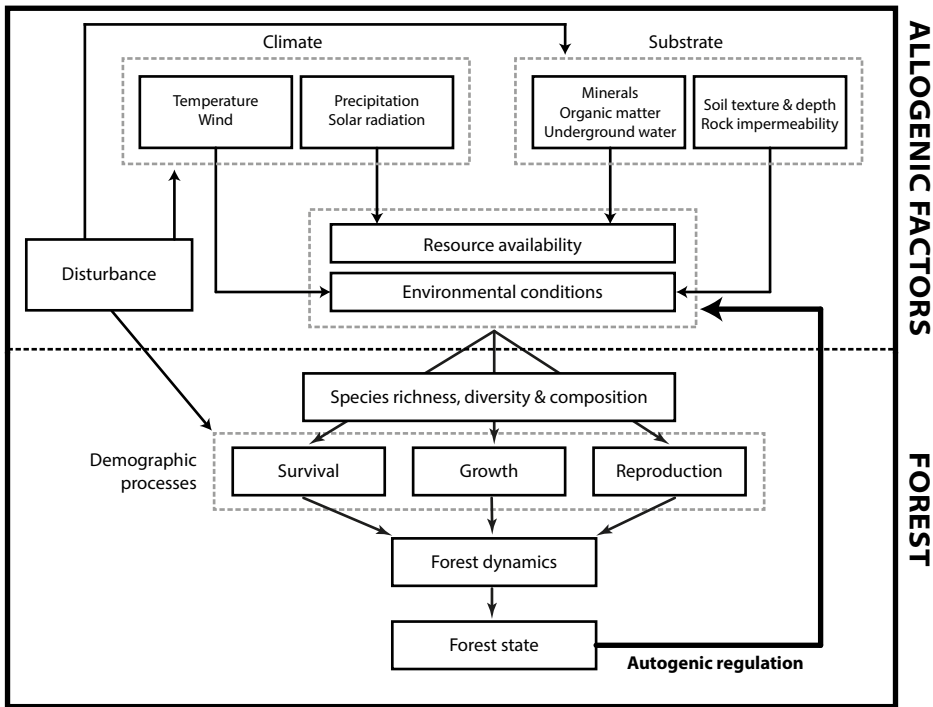 Climate
Substrate
Temperature
Wind
Precipitation
Solar radiation
Minerals
Organic matter
Underground water
Soil texture & depth
Rock impermeability
ALLOGENIC FACTORS
Disturbance
Resource availability
Environmental conditions
Species richness, diversity & composition
Demographic
processes
Survival
Growth
Reproduction
FOREST
Forest dynamics
Forest state
Autogenic regulation